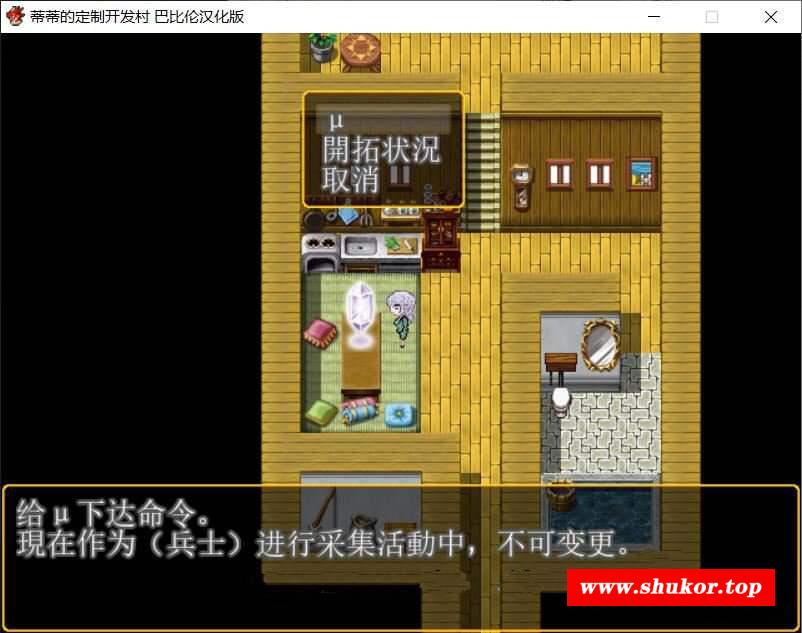 蒂蒂的定制开发村 巴比伦汉化版
μ
開拓状況
取消
给μ下达命令。
現在作为（兵士）进行采集活動中，不可变更。
www.shukor.top